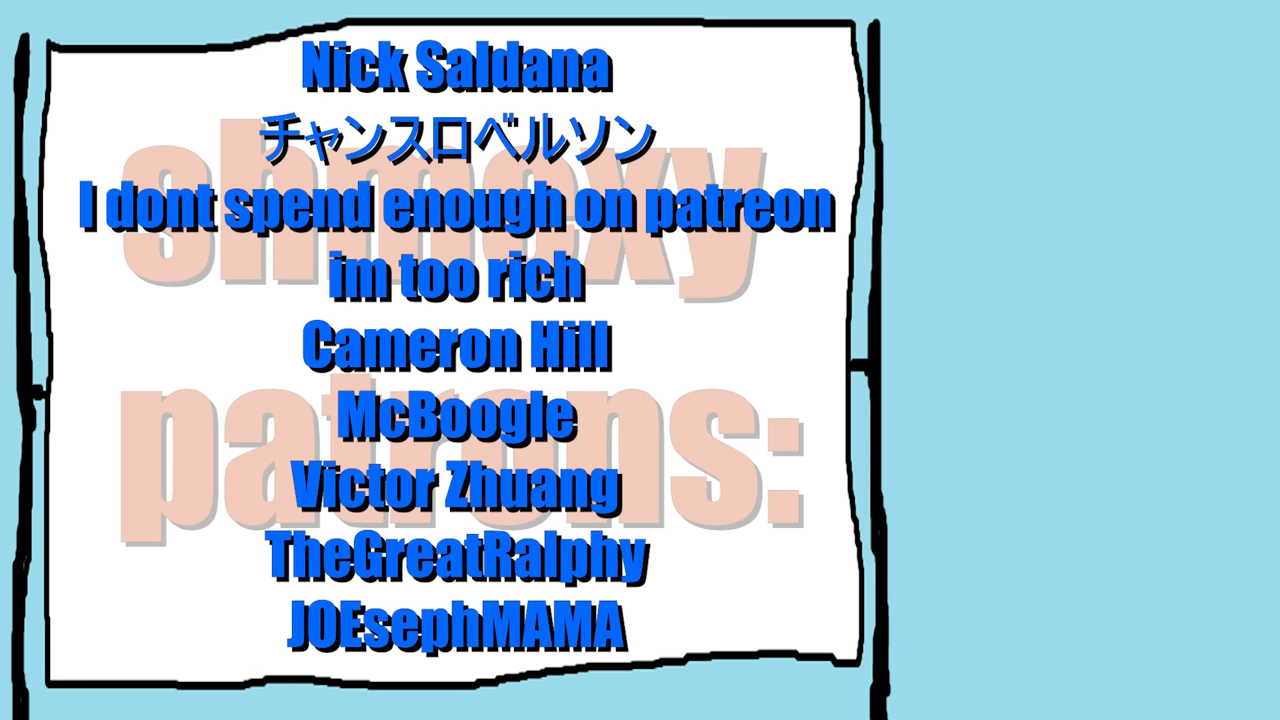 Nick Saldana
チャンスロベルソン
I dont spend enough on patreon
im too rich
Cameron Hill
McBoogle
Victor Zhuang
TheGreatRalphy
JOEsephMAMA
shmexy
patrons: